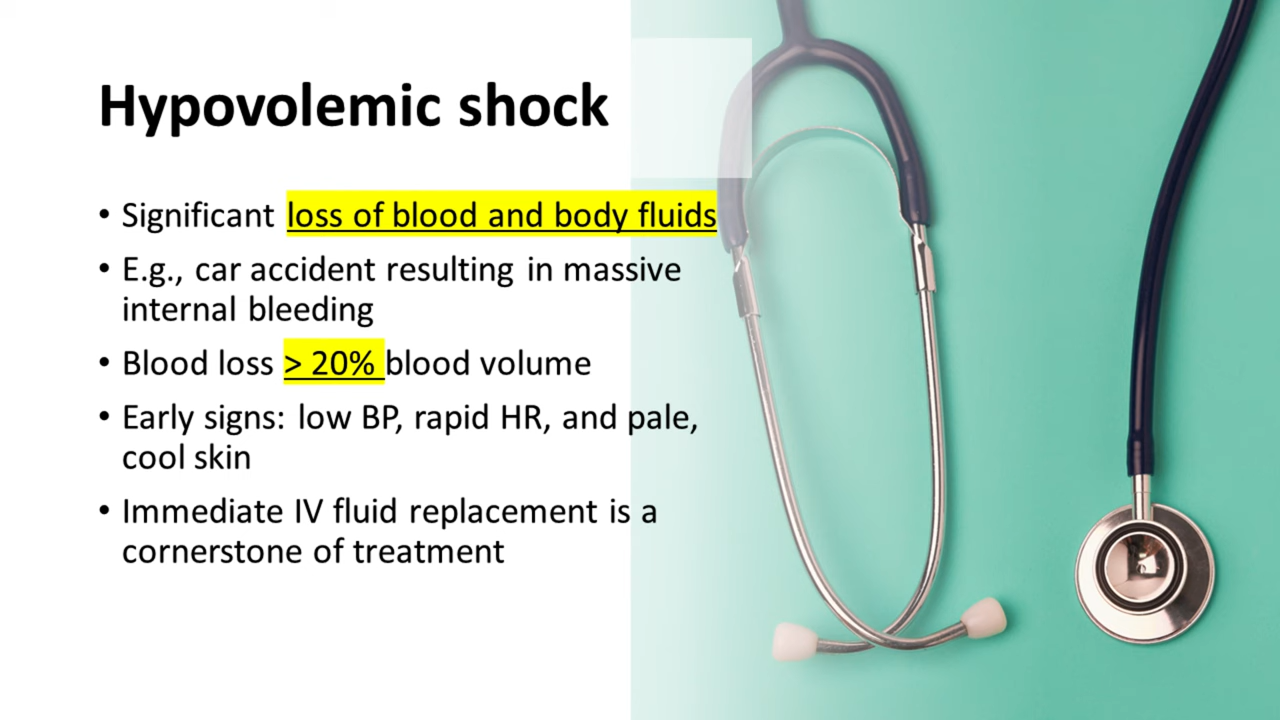 Hypovolemic shock
• Significant loss of blood and body fluids
• E.g., car accident resulting in massive
internal bleeding
• Blood loss > 20% blood volume
• Early signs: low BP, rapid HR, and pale,
cool skin
• Immediate IV fluid replacement is a
cornerstone of treatment